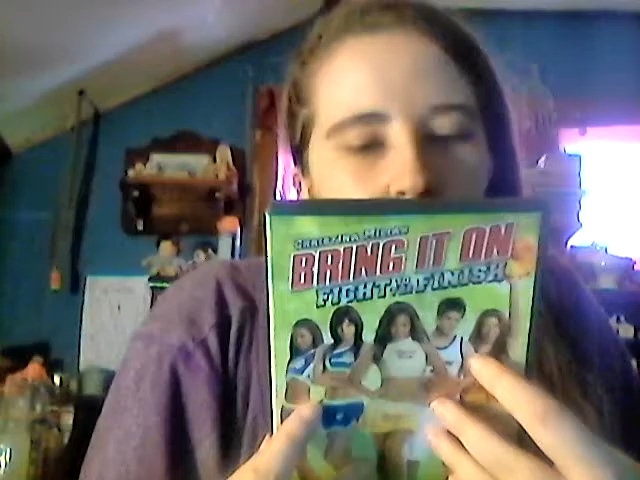 CHRISTINA MILIAN
BRING IT ON
FIGHT TO THE FINISH